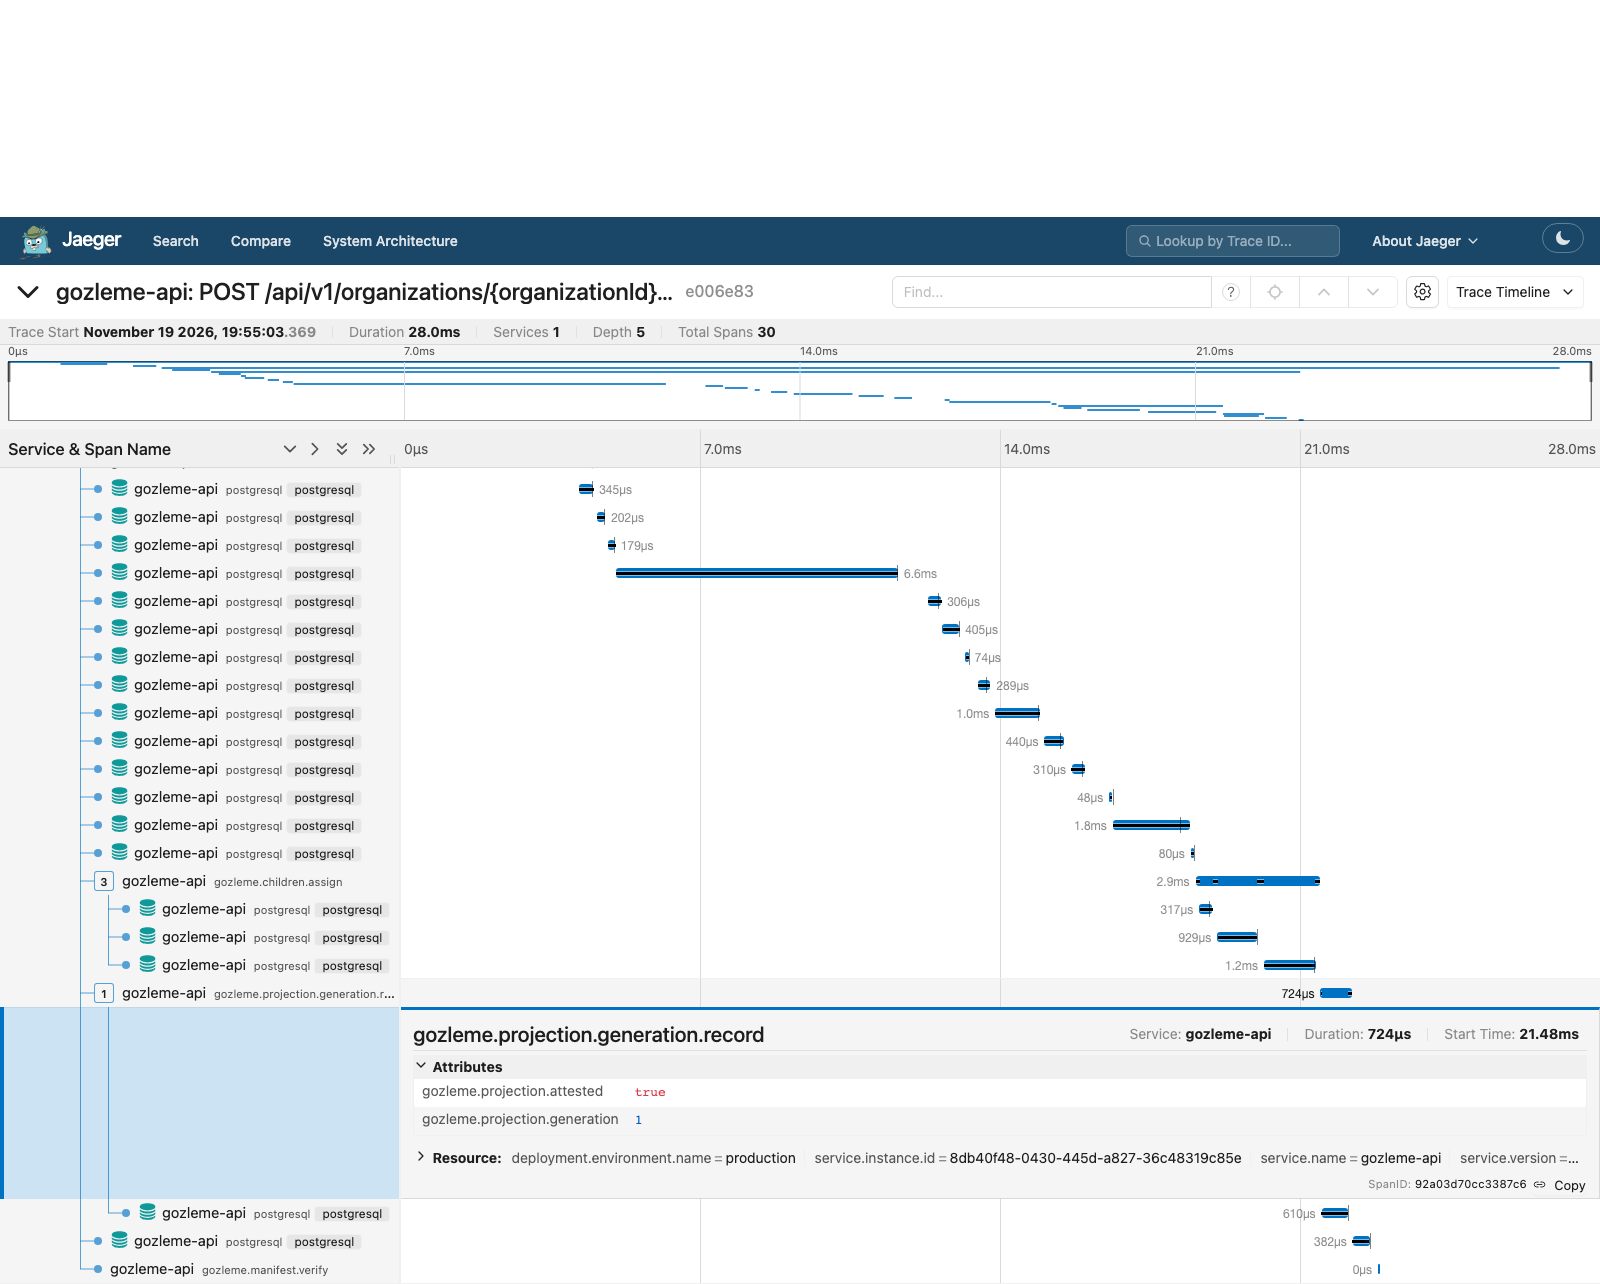 Jaeger Search Compare System Architecture Lookup by Trace ID... About Jaeger
gozleme-api: POST /api/v1/organizations/{organizationId}... e006e83 Find... ? Trace Timeline
Trace Start November 19 2026, 19:55:03.369 Duration 28.0ms Services 1 Depth 5 Total Spans 30
0μs 7.0ms 14.0ms 21.0ms 28.0ms
Service & Span Name 0μs 7.0ms 14.0ms 21.0ms 28.0ms
gozleme-api postgresql postgresql 345μs
gozleme-api postgresql postgresql 202μs
gozleme-api postgresql postgresql 179μs
gozleme-api postgresql postgresql 6.6ms
gozleme-api postgresql postgresql 306μs
gozleme-api postgresql postgresql 405μs
gozleme-api postgresql postgresql 74μs
gozleme-api postgresql postgresql 289μs
gozleme-api postgresql postgresql 1.0ms
gozleme-api postgresql postgresql 440μs
gozleme-api postgresql postgresql 310μs
gozleme-api postgresql postgresql 48μs
gozleme-api postgresql postgresql 1.8ms
gozleme-api postgresql postgresql 80μs
3 gozleme-api gozleme.children.assign 2.9ms
gozleme-api postgresql postgresql 317μs
gozleme-api postgresql postgresql 929μs
gozleme-api postgresql postgresql 1.2ms
1 gozleme-api gozleme.projection.generation.r... 724μs
gozleme.projection.generation.record Service: gozleme-api Duration: 724μs Start Time: 21.48ms
Attributes
gozleme.projection.attested true
gozleme.projection.generation 1
Resource: deployment.environment.name = production service.instance.id = 8db40f48-0430-445d-a827-36c48319c85e service.name = gozleme-api service.version =...
SpanID: 92a03d70cc3387c6 Copy
gozleme-api postgresql postgresql 610μs
gozleme-api postgresql postgresql 382μs
gozleme-api gozleme.manifest.verify 0μs